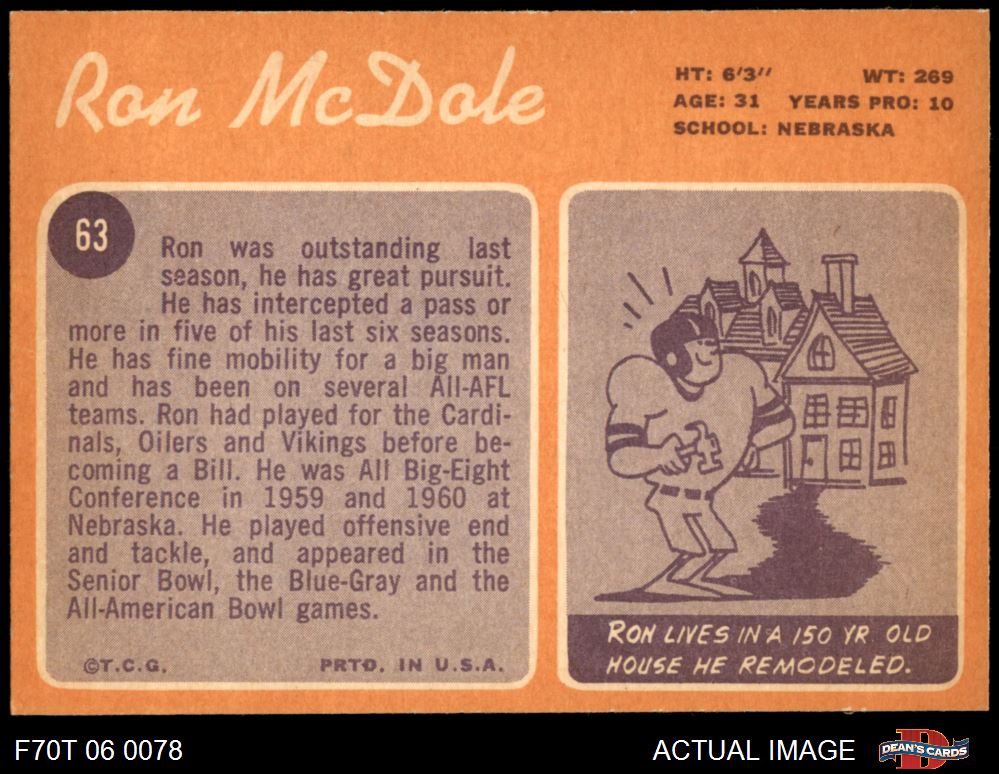 Ron McDole
HT: 6'3" WT: 269
AGE: 31 YEARS PRO: 10
SCHOOL: NEBRASKA
63
Ron was outstanding last
season, he has great pursuit.
He has intercepted a pass or
more in five of his last six seasons.
He has fine mobility for a big man
and has been on several All-AFL
teams. Ron had played for the Cardi-
nals, Oilers and Vikings before be-
coming a Bill. He was All Big-Eight
Conference in 1959 and 1960 at
Nebraska. He played offensive end
and tackle, and appeared in the
Senior Bowl, the Blue-Gray and the
All-American Bowl games.
©T.C.G. PRTD. IN U.S.A.
RON LIVES IN A 150 YR OLD
HOUSE HE REMODELED.
F70T 06 0078
ACTUAL IMAGE
D
DEAN'S CARDS